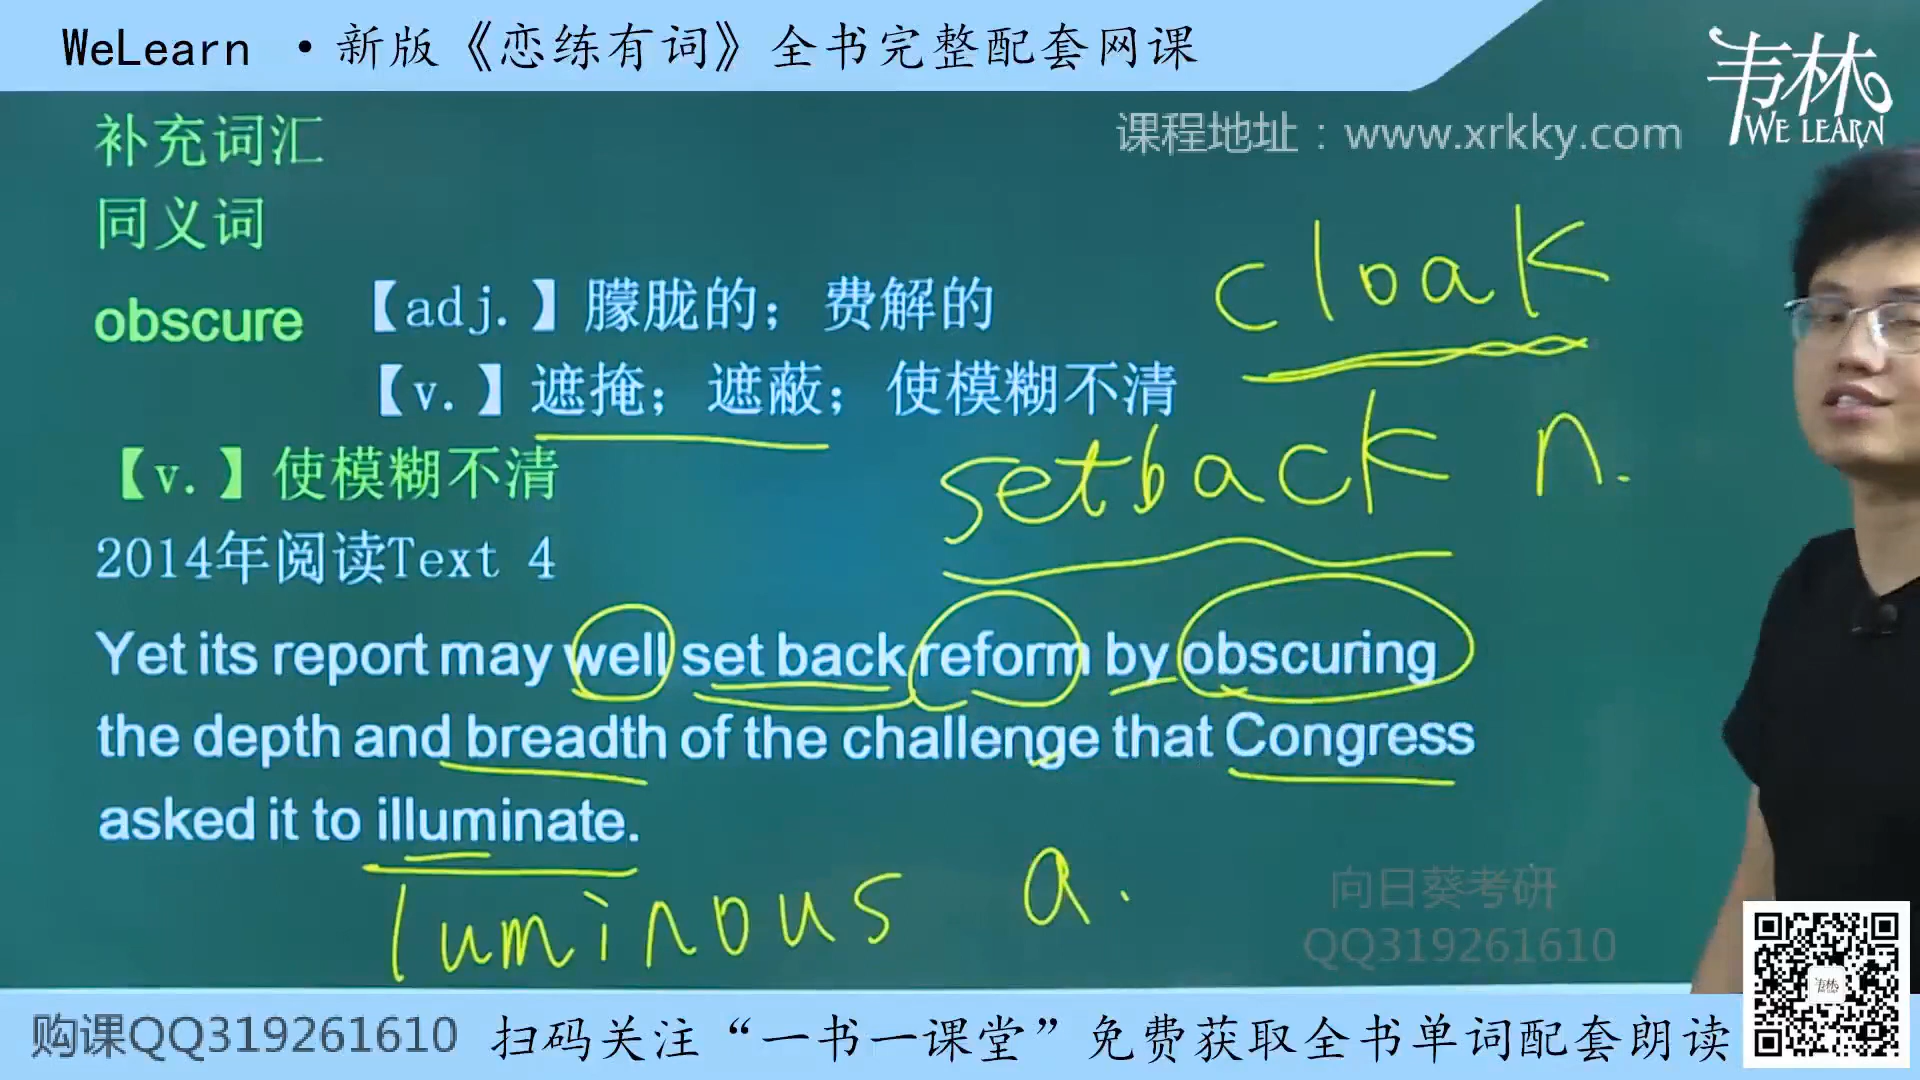 WeLearn ·新版《恋练有词》全书完整配套网课
韦林
WE LEARN
课程地址：www.xrkky.com
补充词汇
同义词
cloak
obscure 【adj.】朦胧的；费解的
【v.】遮掩；遮蔽；使模糊不清
setback n.
【v.】使模糊不清
2014年阅读Text 4
Yet its report may well set back reform by obscuring
the depth and breadth of the challenge that Congress
asked it to illuminate.
luminous a.
向日葵考研
QQ319261610
韦林
购课QQ319261610 扫码关注“一书一课堂”免费获取全书单词配套朗读